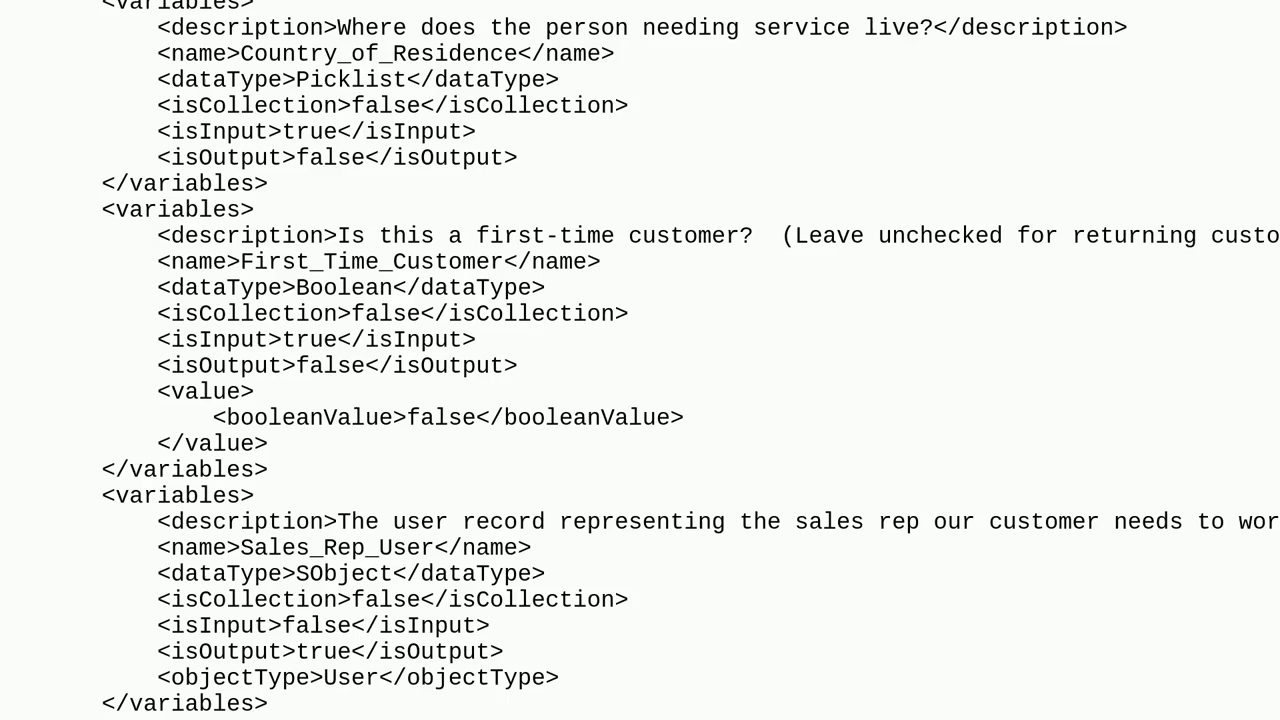 <variables>
<description>Where does the person needing service live?</description>
<name>Country_of_Residence</name>
<dataType>Picklist</dataType>
<isCollection>false</isCollection>
<isInput>true</isInput>
<isOutput>false</isOutput>
</variables>
<variables>
<description>Is this a first-time customer?  (Leave unchecked for returning
<name>First_Time_Customer</name>
<dataType>Boolean</dataType>
<isCollection>false</isCollection>
<isInput>true</isInput>
<isOutput>false</isOutput>
<value>
<booleanValue>false</booleanValue>
</value>
</variables>
<variables>
<description>The user record representing the sales rep our customer needs to
<name>Sales_Rep_User</name>
<dataType>SObject</dataType>
<isCollection>false</isCollection>
<isInput>false</isInput>
<isOutput>true</isOutput>
<objectType>User</objectType>
</variables>